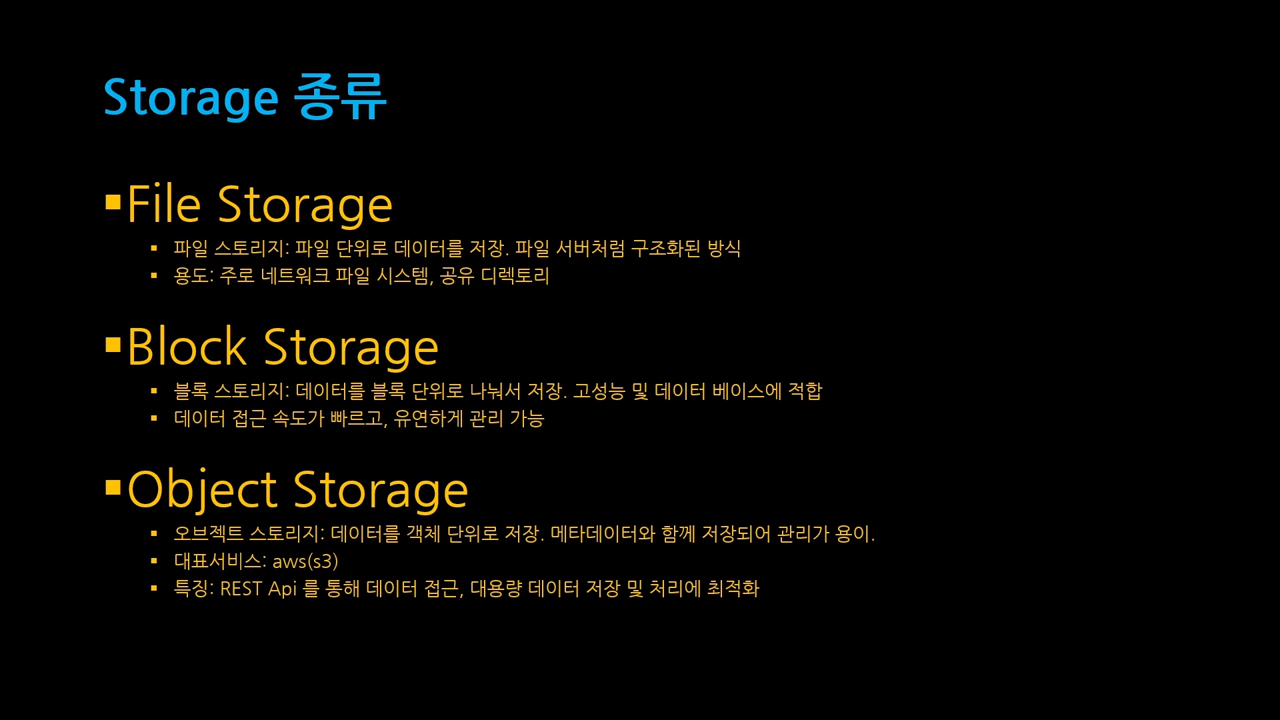 Storage 종류
▪File Storage
▪ 파일 스토리지: 파일 단위로 데이터를 저장. 파일 서버처럼 구조화된 방식
▪ 용도: 주로 네트워크 파일 시스템, 공유 디렉토리
▪Block Storage
▪ 블록 스토리지: 데이터를 블록 단위로 나눠서 저장. 고성능 및 데이터 베이스에 적합
▪ 데이터 접근 속도가 빠르고, 유연하게 관리 가능
▪Object Storage
▪ 오브젝트 스토리지: 데이터를 객체 단위로 저장. 메타데이터와 함께 저장되어 관리가 용이.
▪ 대표서비스: aws(s3)
▪ 특징: REST Api 를 통해 데이터 접근, 대용량 데이터 저장 및 처리에 최적화